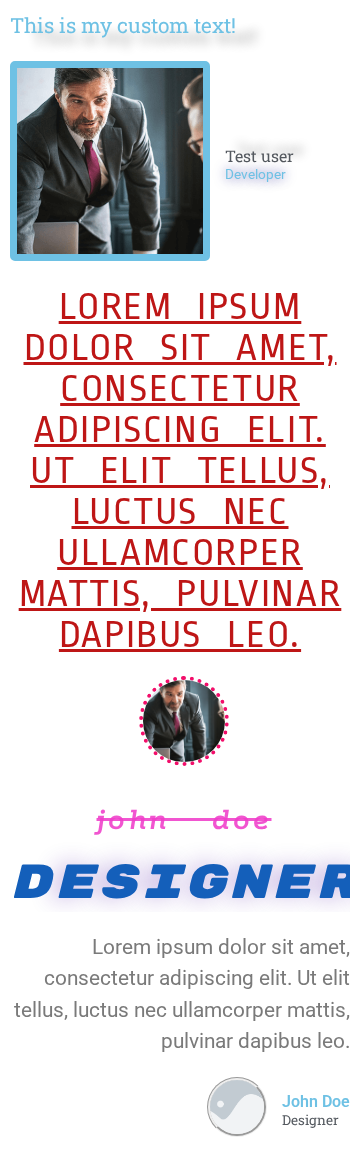 This is my custom text!
Test user
Developer
LOREM IPSUM
DOLOR SIT AMET,
CONSECTETUR
ADIPISCING ELIT.
UT ELIT TELLUS,
LUCTUS NEC
ULLAMCORPER
MATTIS, PULVINAR
DAPIBUS LEO.
john doe
DESIGNER
Lorem ipsum dolor sit amet,
consectetur adipiscing elit. Ut elit
tellus, luctus nec ullamcorper mattis,
pulvinar dapibus leo.
John Doe
Designer